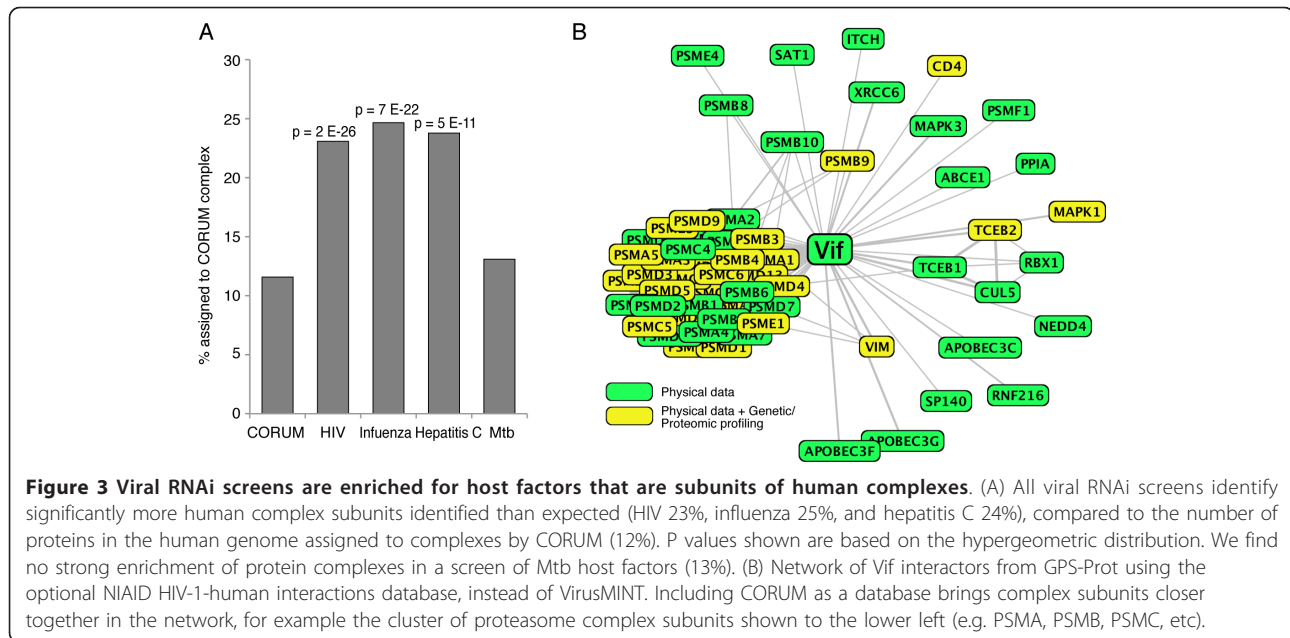 A
B
30
25
20
15
10
5
0
% assigned to CORUM complex
p = 2 E-26
p = 7 E-22
p = 5 E-11
CORUM HIV Infuenza Hepatitis C Mtb
PSME4
SAT1
ITCH
CD4
PSMB8
XRCC6
PSMF1
MAPK3
PSMB10
PSMB9
PPIA
ABCE1
MAPK1
PSMD9
TCEB2
PSMB3
Vif
PSMC4
PSMA5
PSMB4
RBX1
TCEB1
PSMD3
PSMC6
PSMD5
PSMB6
CUL5
PSMD2
PSMD7
PSMC5
PSME1
NEDD4
PSMA4
PSMD1
VIM
APOBEC3C
RNF216
SP140
APOBEC3G
APOBEC3F
Physical data
Physical data + Genetic/
Proteomic profiling
Figure 3 Viral RNAi screens are enriched for host factors that are subunits of human complexes. (A) All viral RNAi screens identify
significantly more human complex subunits identified than expected (HIV 23%, influenza 25%, and hepatitis C 24%), compared to the number of
proteins in the human genome assigned to complexes by CORUM (12%). P values shown are based on the hypergeometric distribution. We find
no strong enrichment of protein complexes in a screen of Mtb host factors (13%). (B) Network of Vif interactors from GPS-Prot using the
optional NIAID HIV-1-human interactions database, instead of VirusMINT. Including CORUM as a database brings complex subunits closer
together in the network, for example the cluster of proteasome complex subunits shown to the lower left (e.g. PSMA, PSMB, PSMC, etc).